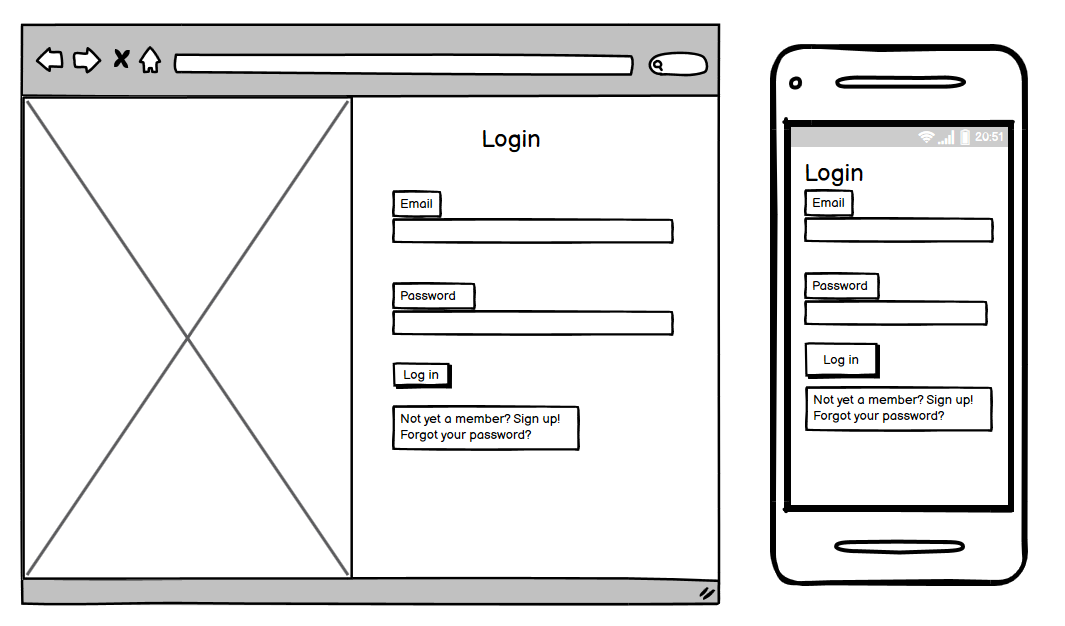 Login
Email
Password
Log in
Not yet a member? Sign up!
Forgot your password?
20:51
Login
Email
Password
Log in
Not yet a member? Sign up!
Forgot your password?